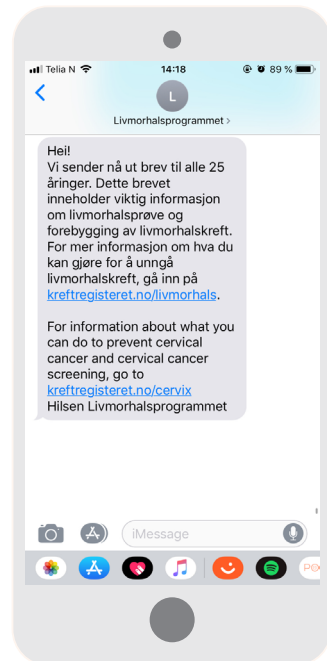 Telia N
14:18
89 %
L
Livmorhalsprogrammet >
Hei!
Vi sender nå ut brev til alle 25
åringer. Dette brevet
inneholder viktig informasjon
om livmorhalsprøve og
forebygging av livmorhalskreft.
For mer informasjon om hva du
kan gjøre for å unngå
livmorhalskreft, gå inn på
kreftregisteret.no/livmorhals.
For information about what you
can do to prevent cervical
cancer and cervical cancer
screening, go to
kreftregisteret.no/cervix
Hilsen Livmorhalsprogrammet
iMessage